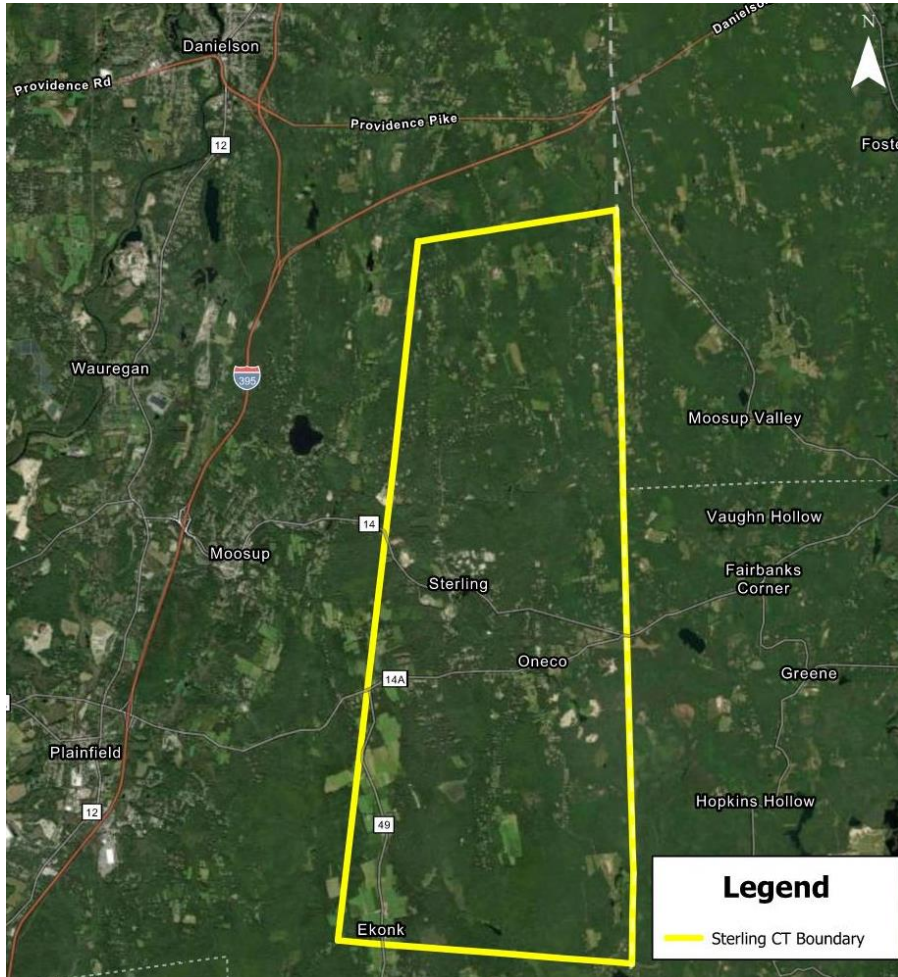 Danielson
Danielson
N
Providence Rd
Providence Pike
12
Foste
Wauregan
395
Moosup Valley
14
Vaughn Hollow
Moosup
Sterling
Fairbanks
Corner
Oneco
14A
Greene
Plainfield
12
49
Hopkins Hollow
Ekonk
Legend
Sterling CT Boundary